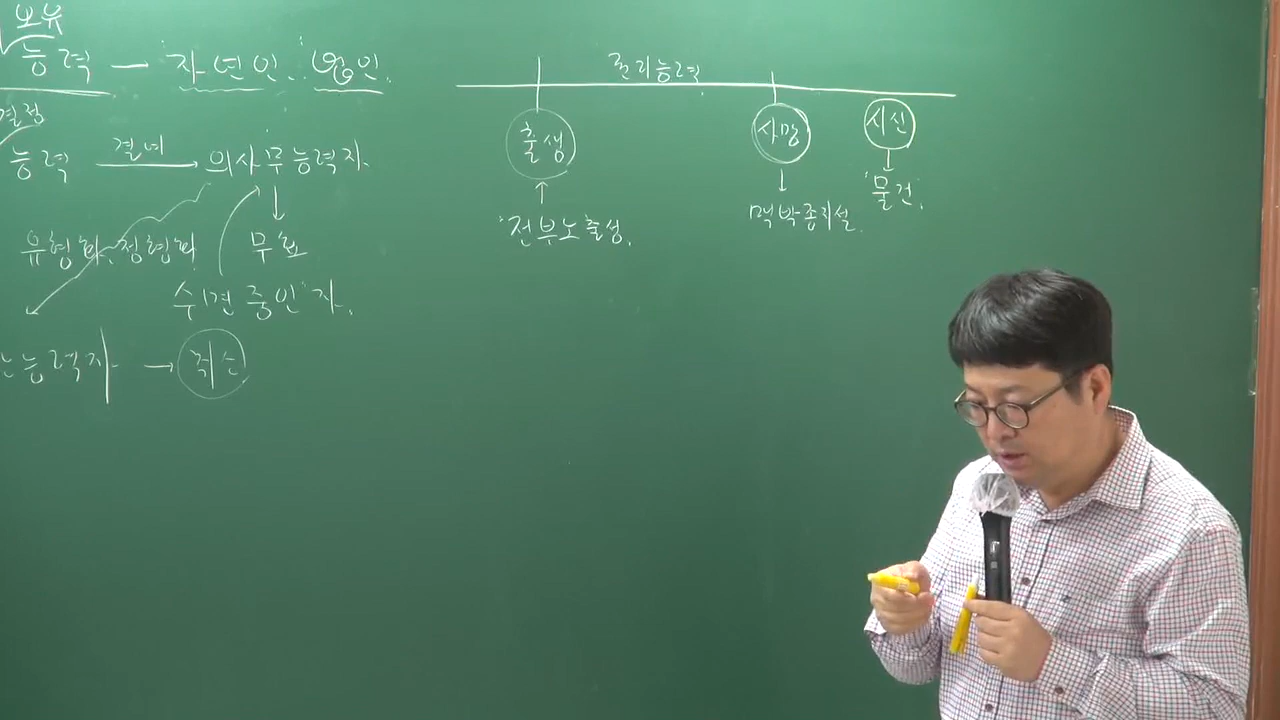 보유
능력 — 자연인. 법인.
결정
능력 결여 → 의사무능력자
유형화. 정형화 무효
수면 중인 자.
능력자 → 취소
권리능력
출생 사망 시신
'전부노출설. 맥박종지설. '물건'.